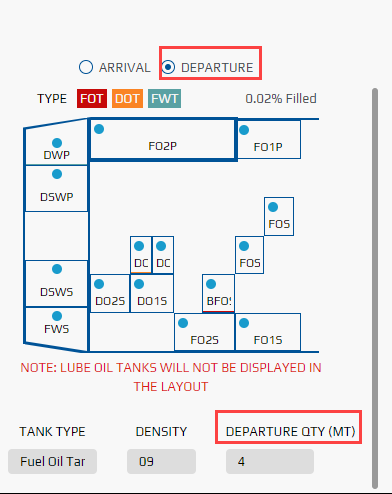 ARRIVAL DEPARTURE
TYPE FOT DOT FWT 0.02% Filled
DWP FO2P FO1P
DSWP
FOS
DC DC FOS
DSWS DO2S DO1S BFOS
FWS FO2S FO1S
NOTE: LUBE OIL TANKS WILL NOT BE DISPLAYED IN
THE LAYOUT
TANK TYPE DENSITY DEPARTURE QTY (MT)
Fuel Oil Tar 09 4